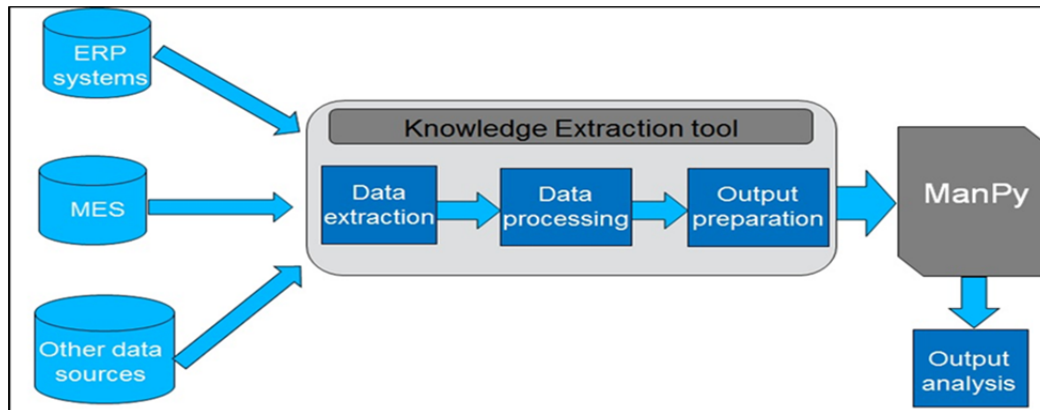 ERP
systems
MES
Other data
sources
Knowledge Extraction tool
Data
extraction
Data
processing
Output
preparation
ManPy
Output
analysis